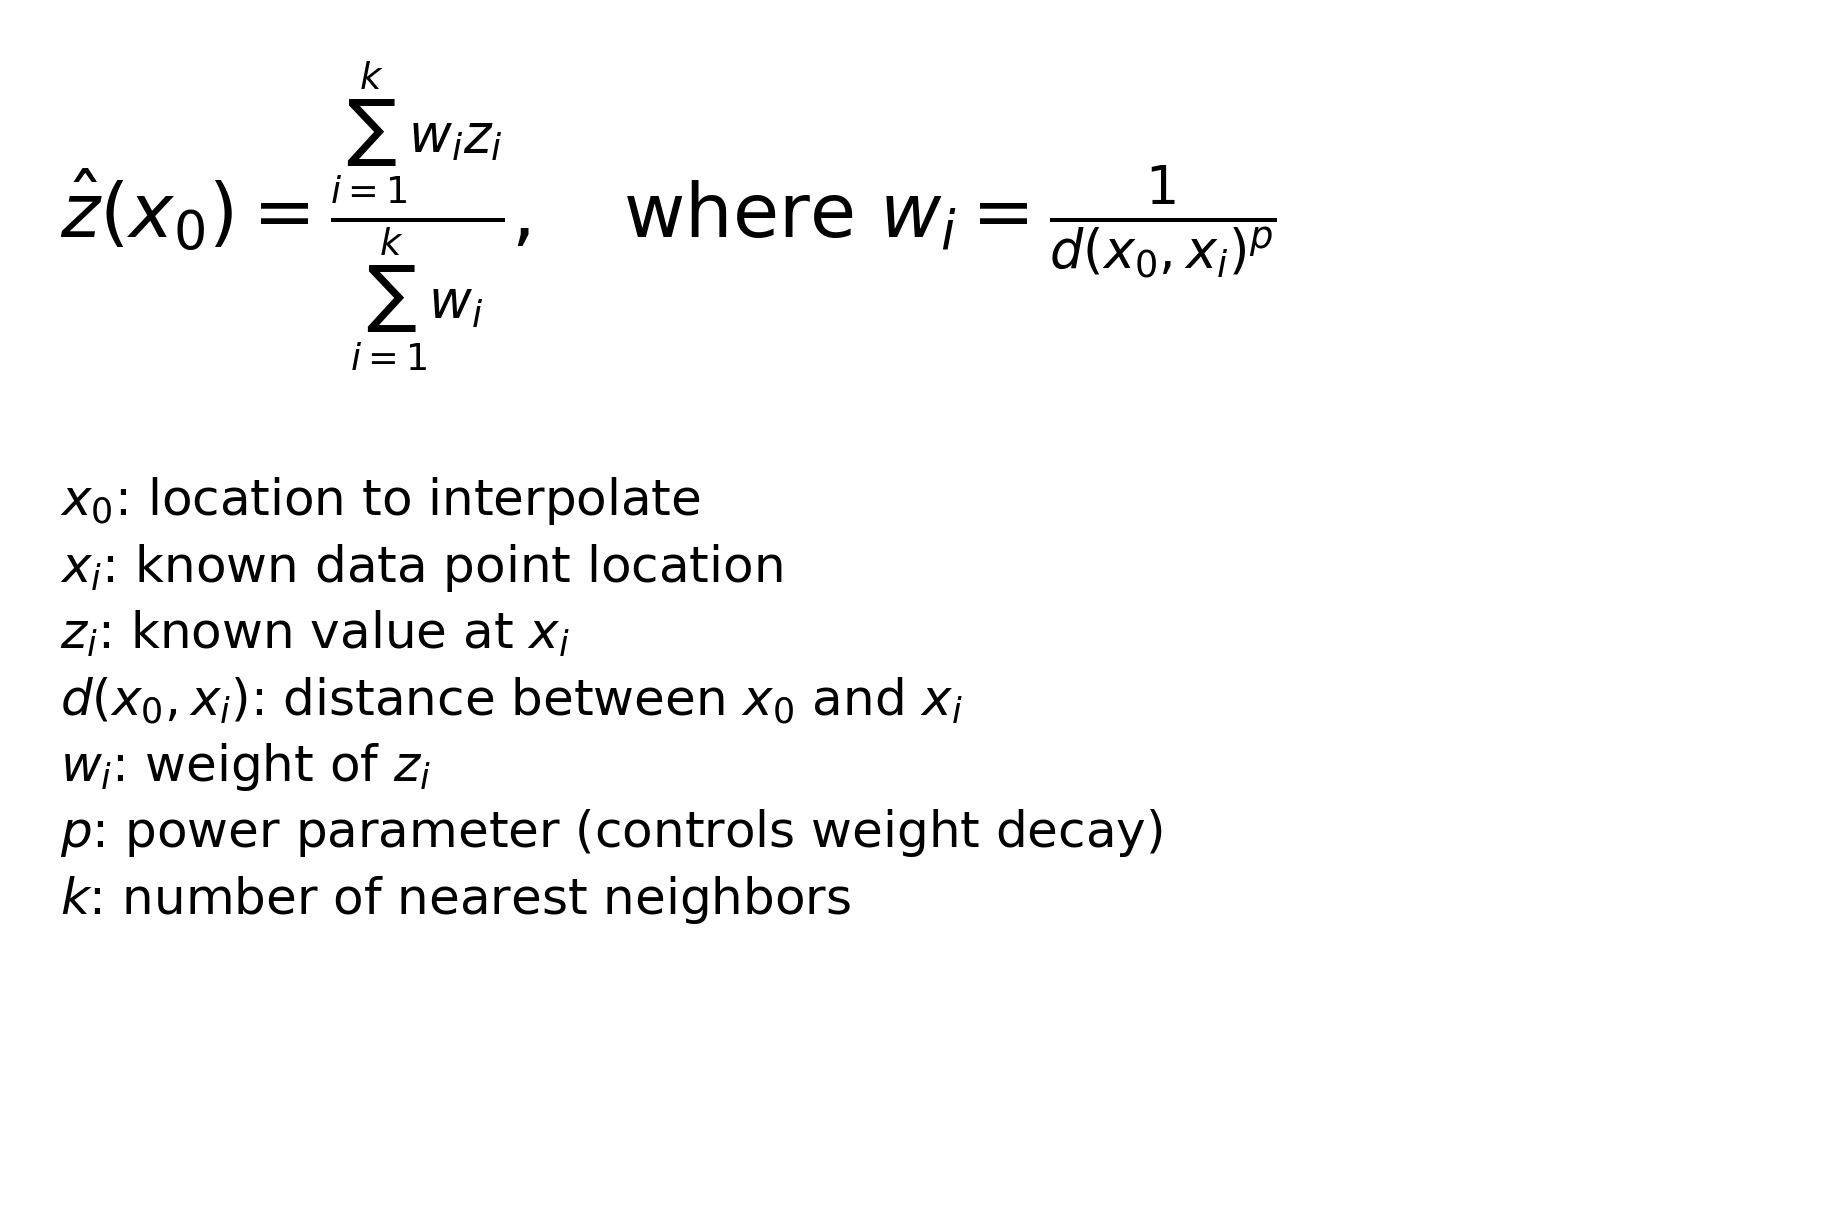 $\hat{z}(x_0) = \frac{\sum_{i=1}^{k} w_i z_i}{\sum_{i=1}^{k} w_i}, \quad \text{where } w_i = \frac{1}{d(x_0, x_i)^p}$
$x_0$: location to interpolate
$x_i$: known data point location
$z_i$: known value at $x_i$
$d(x_0, x_i)$: distance between $x_0$ and $x_i$
$w_i$: weight of $z_i$
$p$: power parameter (controls weight decay)
$k$: number of nearest neighbors